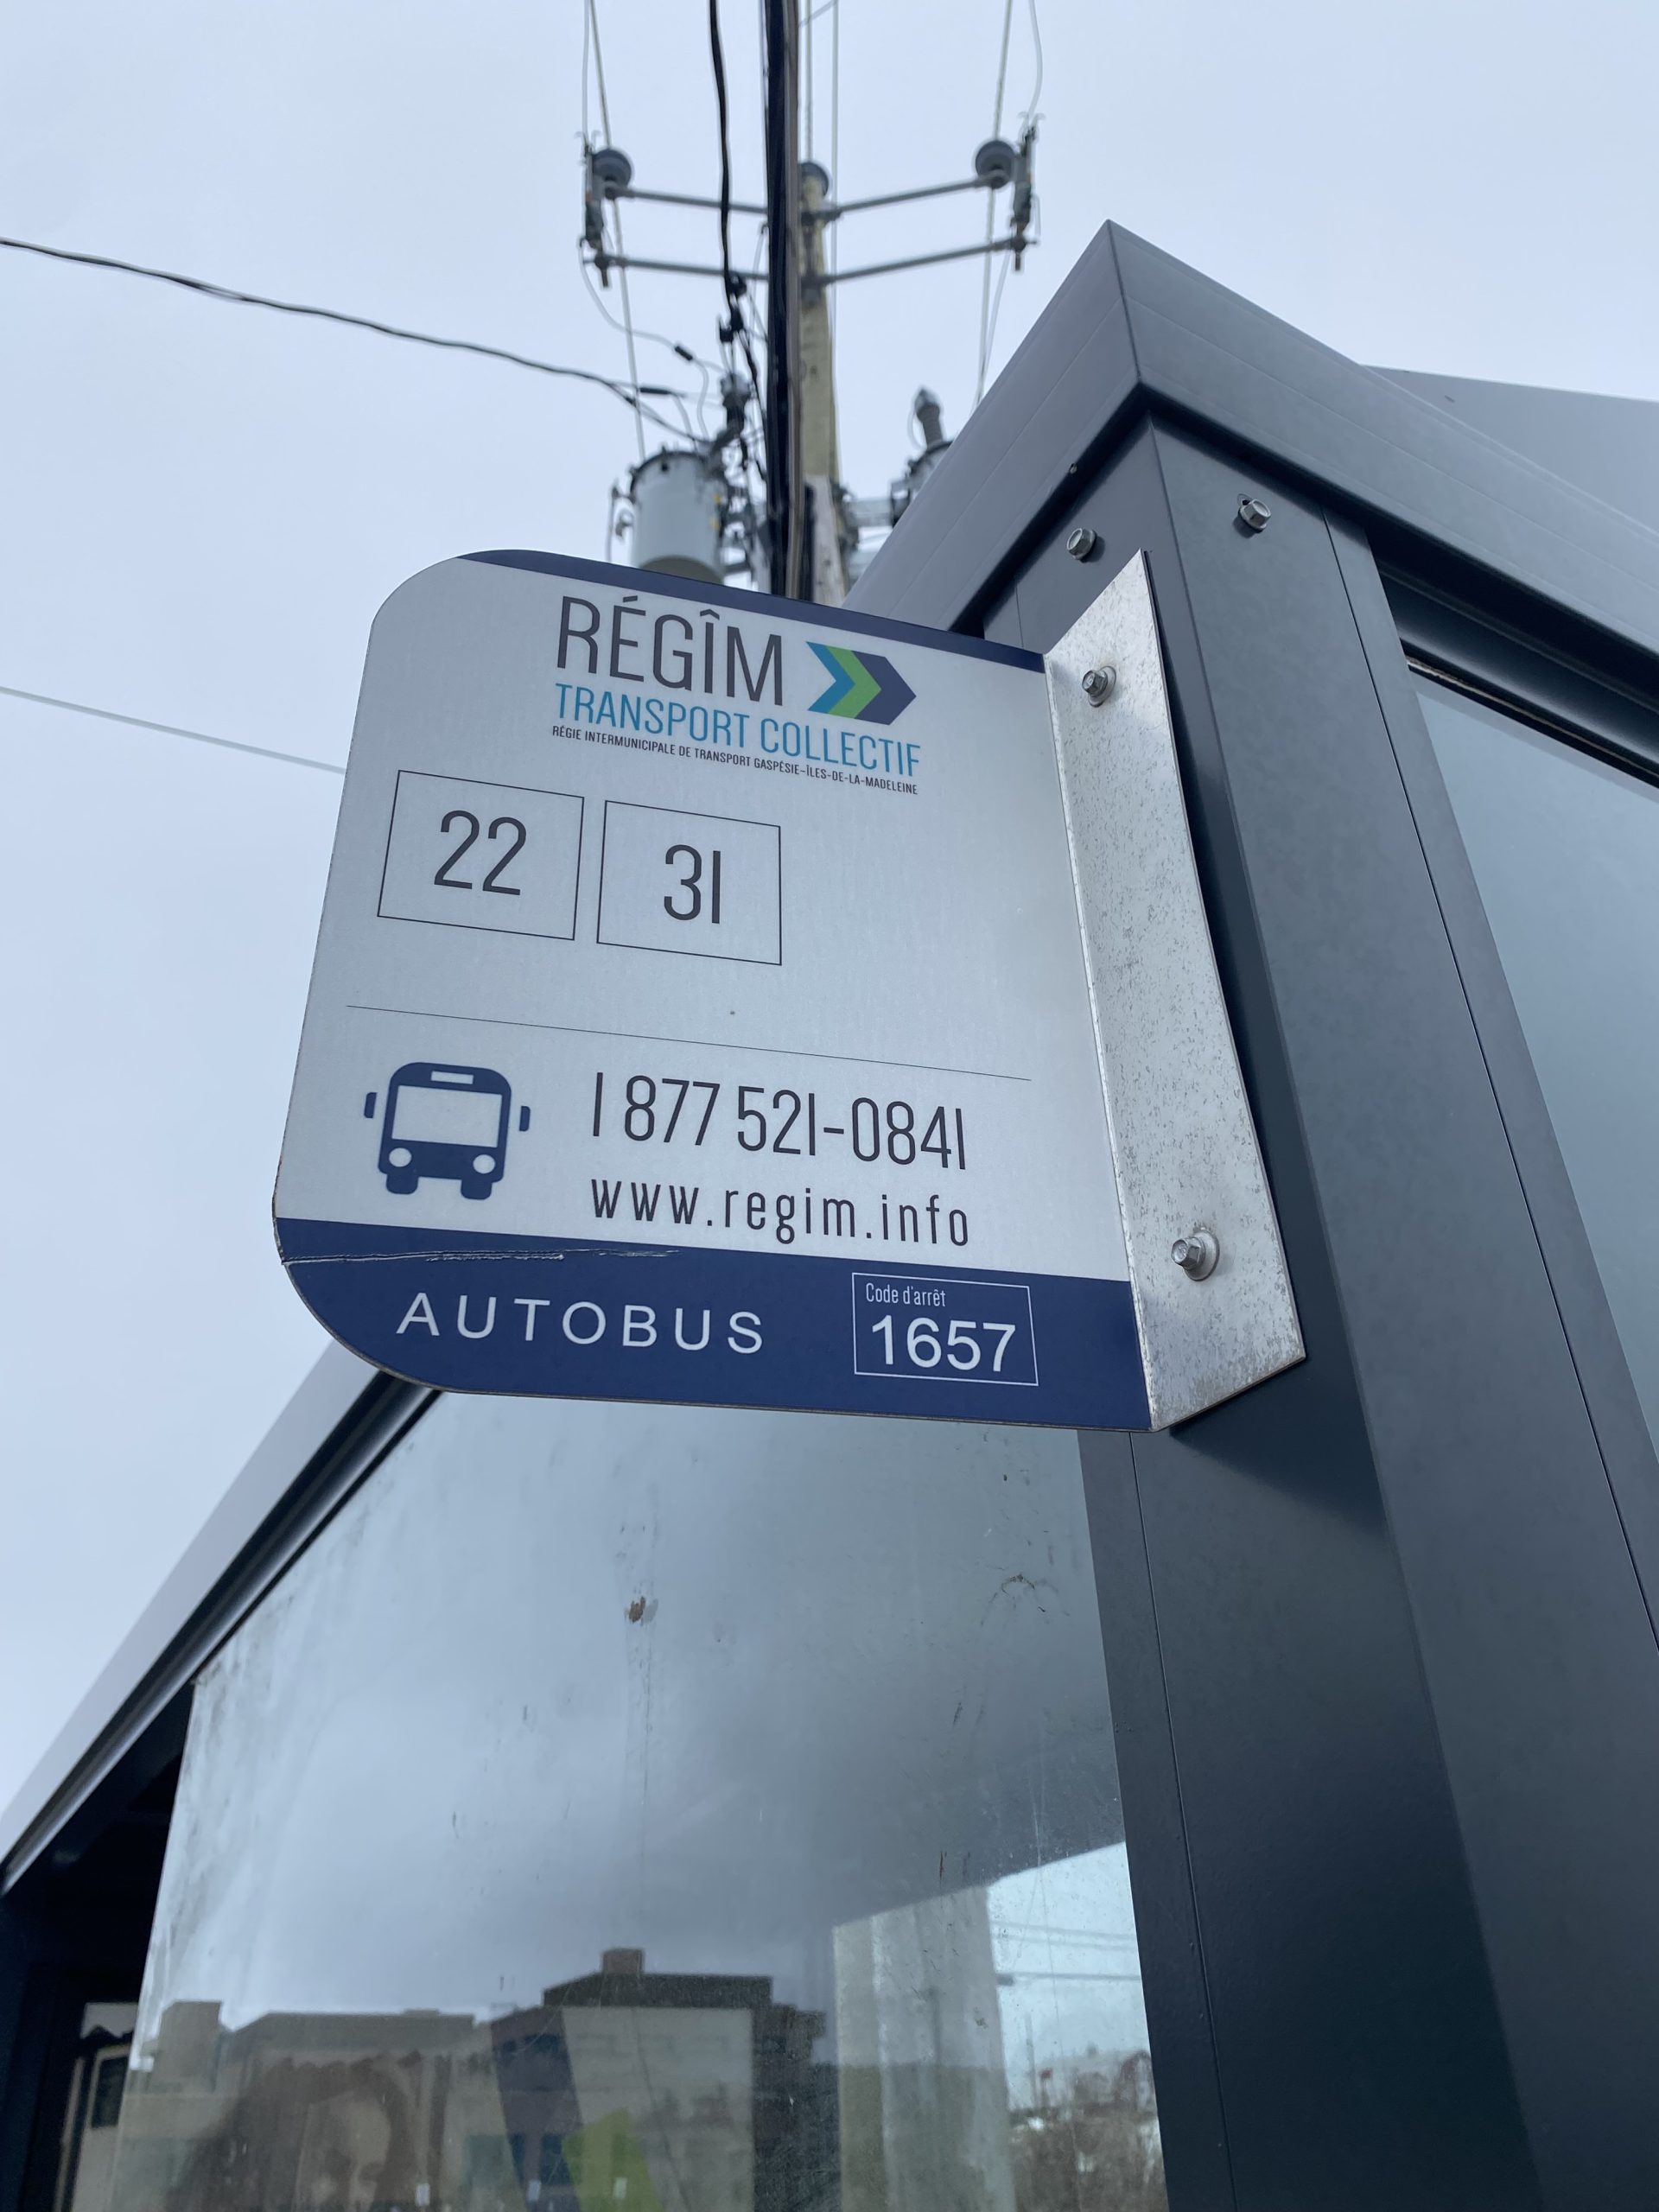 RÉGÎM
TRANSPORT COLLECTIF
RÉGIE INTERMUNICIPALE DE TRANSPORT GASPÉSIE–ÎLES-DE-LA-MADELEINE
22 31
1 877 521-0841
www.regim.info
AUTOBUS
Code d'arrêt
1657